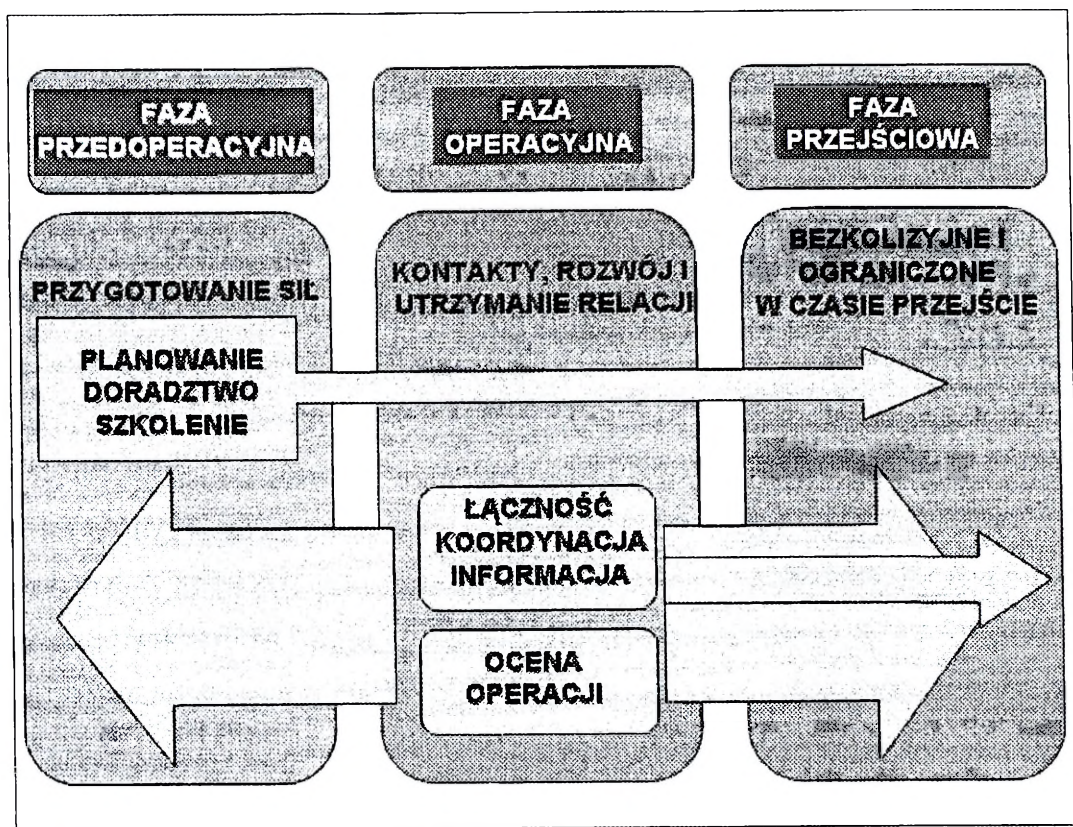 FAZA
PRZEDOPERACYJNA
FAZA
OPERACYJNA
FAZA
PRZEJŚCIOWA
PRZYGOTOWANIE SIŁ
PLANOWANIE
DORADZTWO
SZKOLENIE
KONTAKTY, ROZWÓJ I
UTRZYMANIE RELACJI
ŁĄCZNOŚĆ
KOORDYNACJA
INFORMACJA
OCENA
OPERACJI
BEZKOLIZYJNE I
OGRANICZONE
W CZASIE PRZEJŚCIE